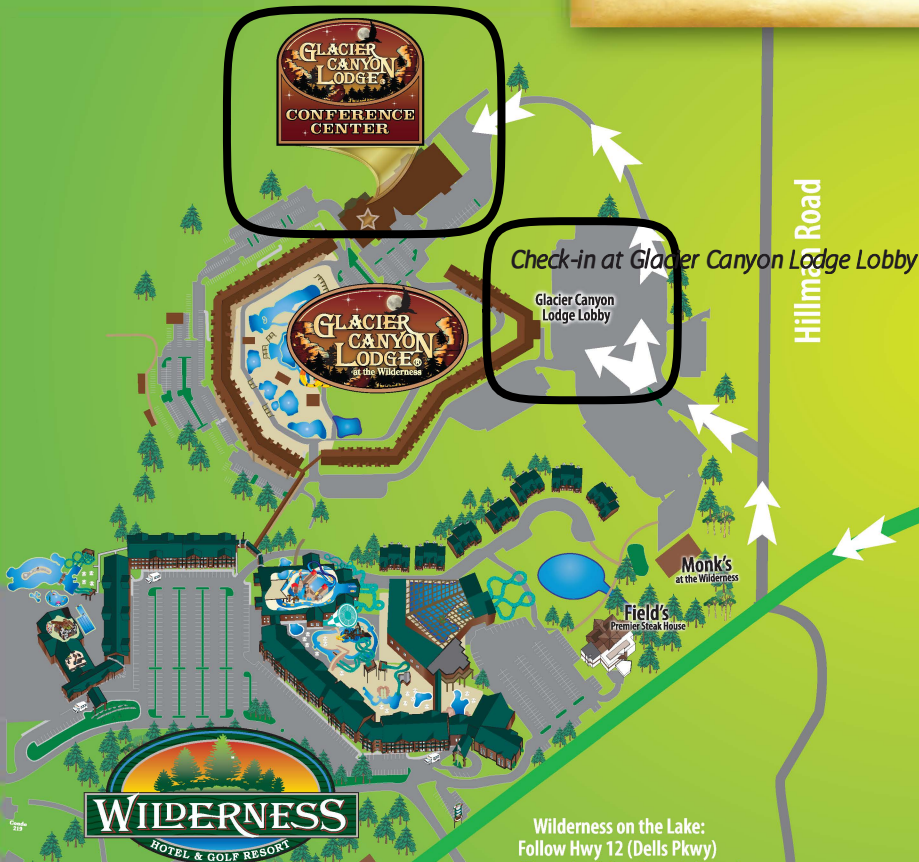 GLACIER
CANYON
LODGE®
CONFERENCE
CENTER
Hillman Road
Check-in at Glacier Canyon Lodge Lobby
Glacier Canyon
Lodge Lobby
GLACIER
CANYON
LODGE®
at the Wilderness
Monk's
at the Wilderness
Field's
Premier Steak House
WILDERNESS
HOTEL & GOLF RESORT
Condo
Wilderness on the Lake:
Follow Hwy 12 (Dells Pkwy)